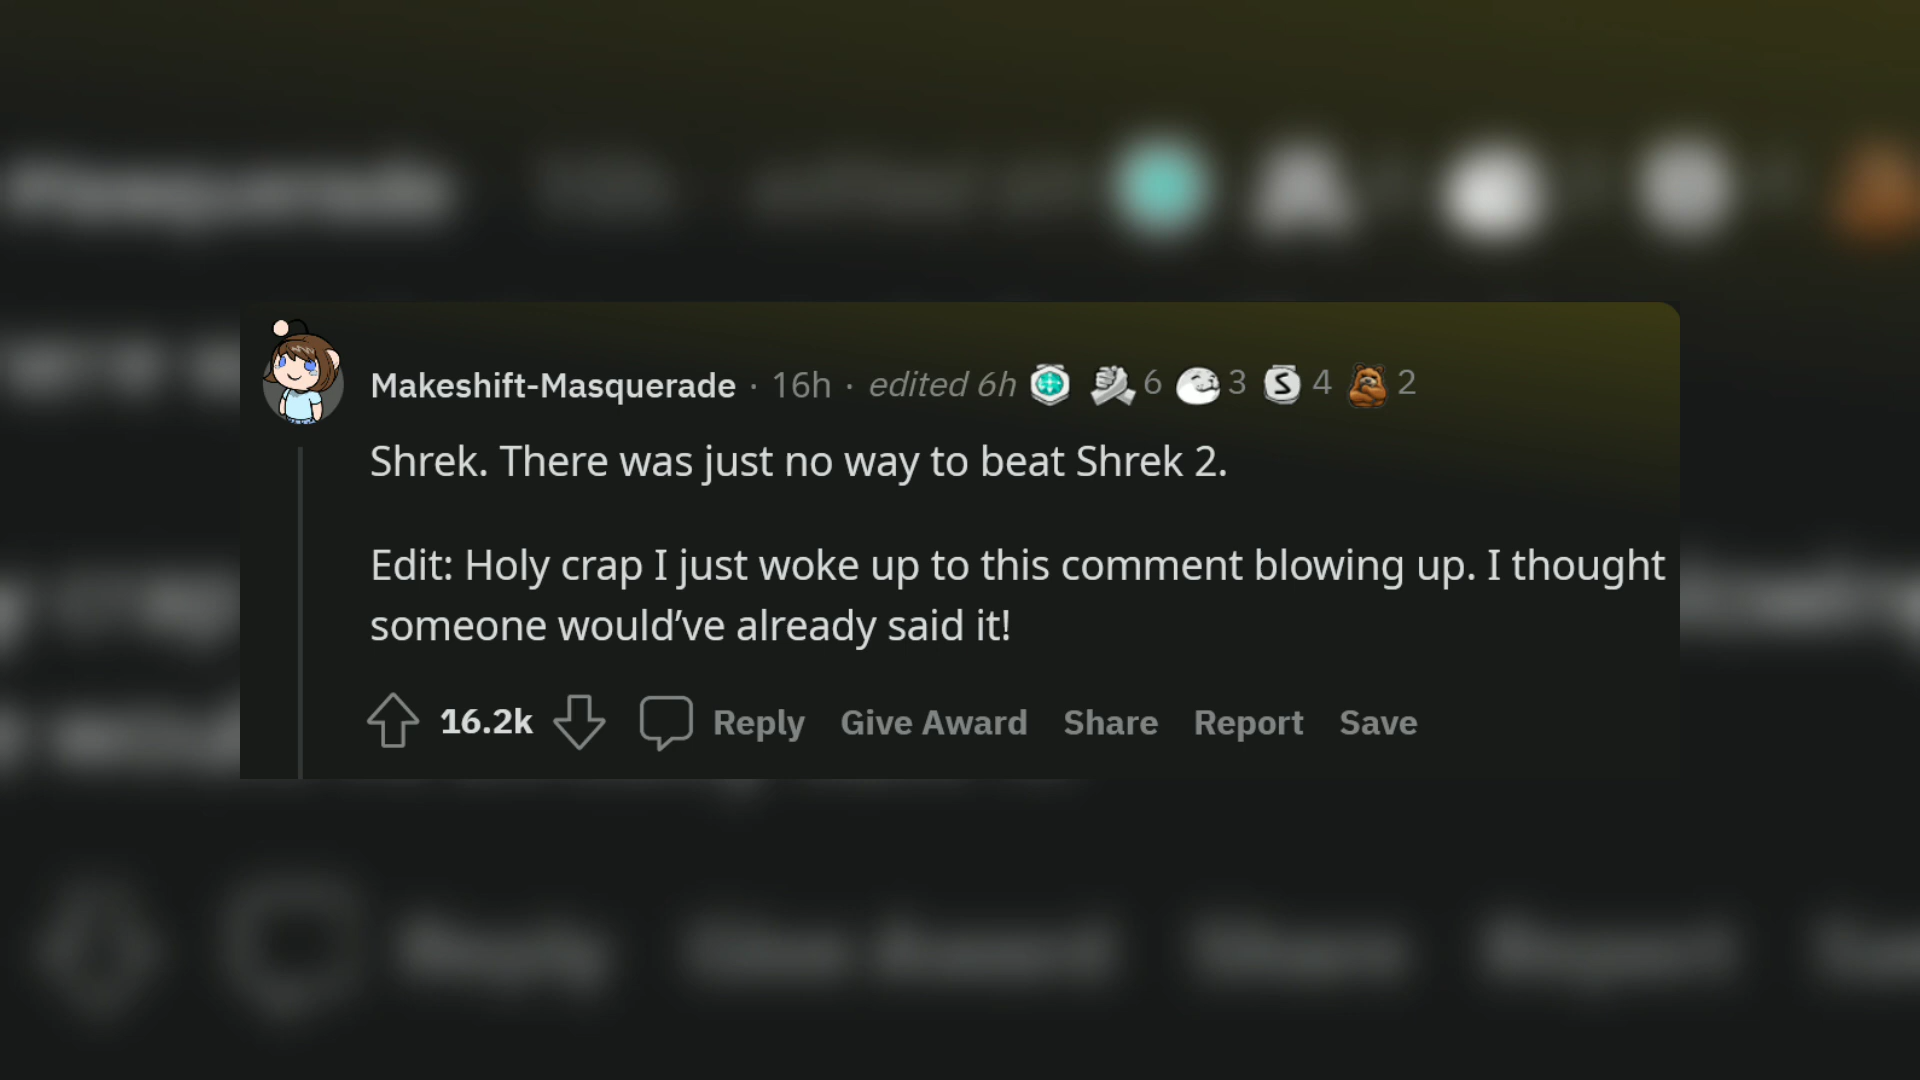 Makeshift-Masquerade · 16h · edited 6h 6 3 S 4 2
Shrek. There was just no way to beat Shrek 2.
Edit: Holy crap I just woke up to this comment blowing up. I thought
someone would’ve already said it!
16.2k Reply Give Award Share Report Save